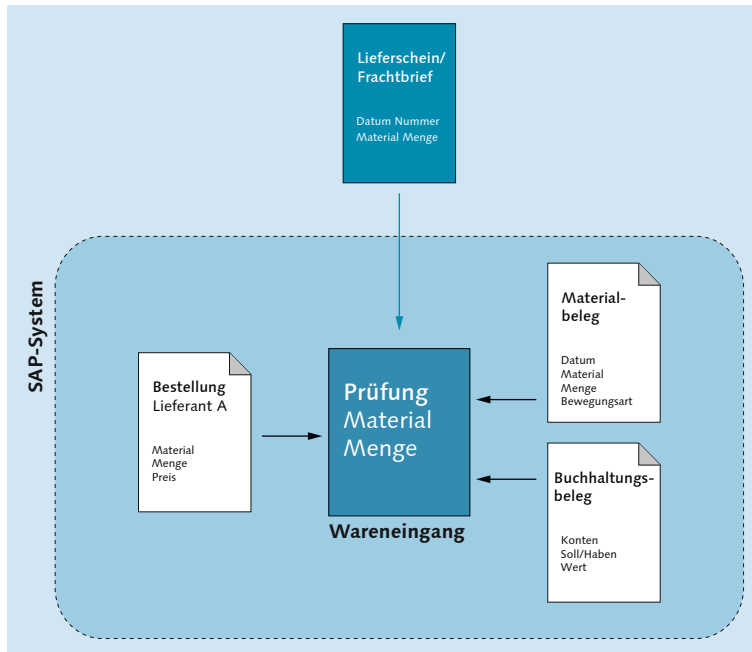 Lieferschein/
Frachtbrief
Datum Nummer
Material Menge
SAP-System
Bestellung
Lieferant A
Material
Menge
Preis
Prüfung
Material
Menge
Wareneingang
Material-
beleg
Datum
Material
Menge
Bewegungsart
Buchhaltungs-
beleg
Konten
Soll/Haben
Wert